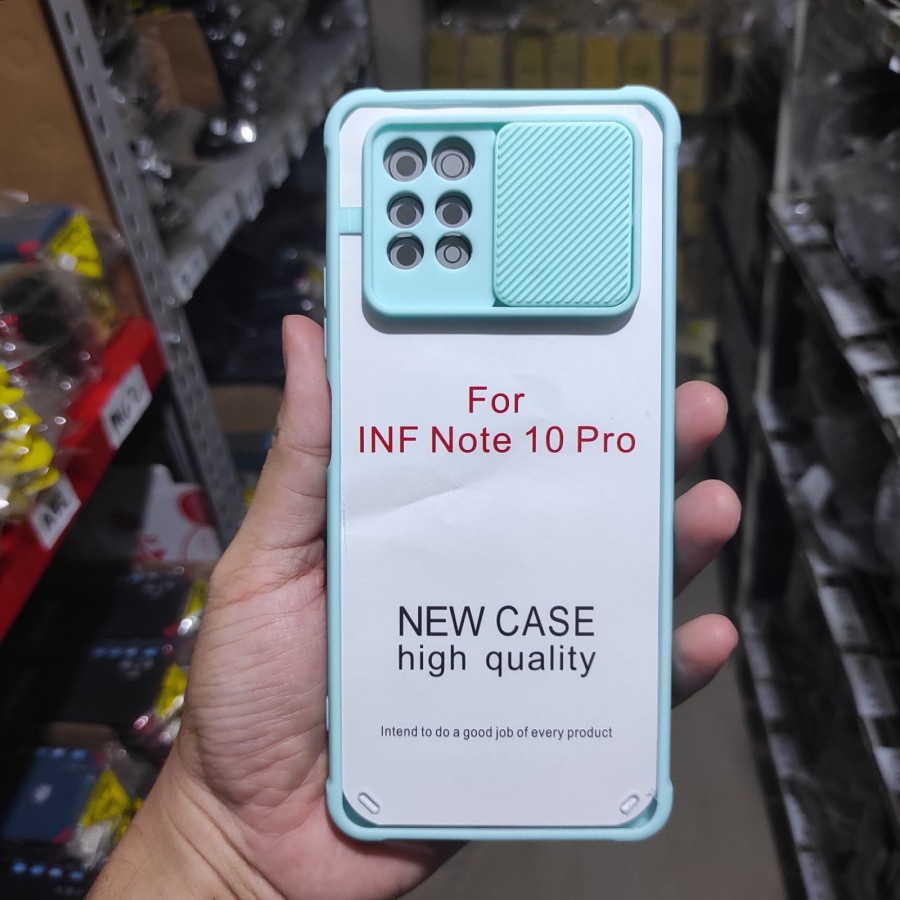 For
INF Note 10 Pro
NEW CASE
high quality
Intend to do a good job of every product